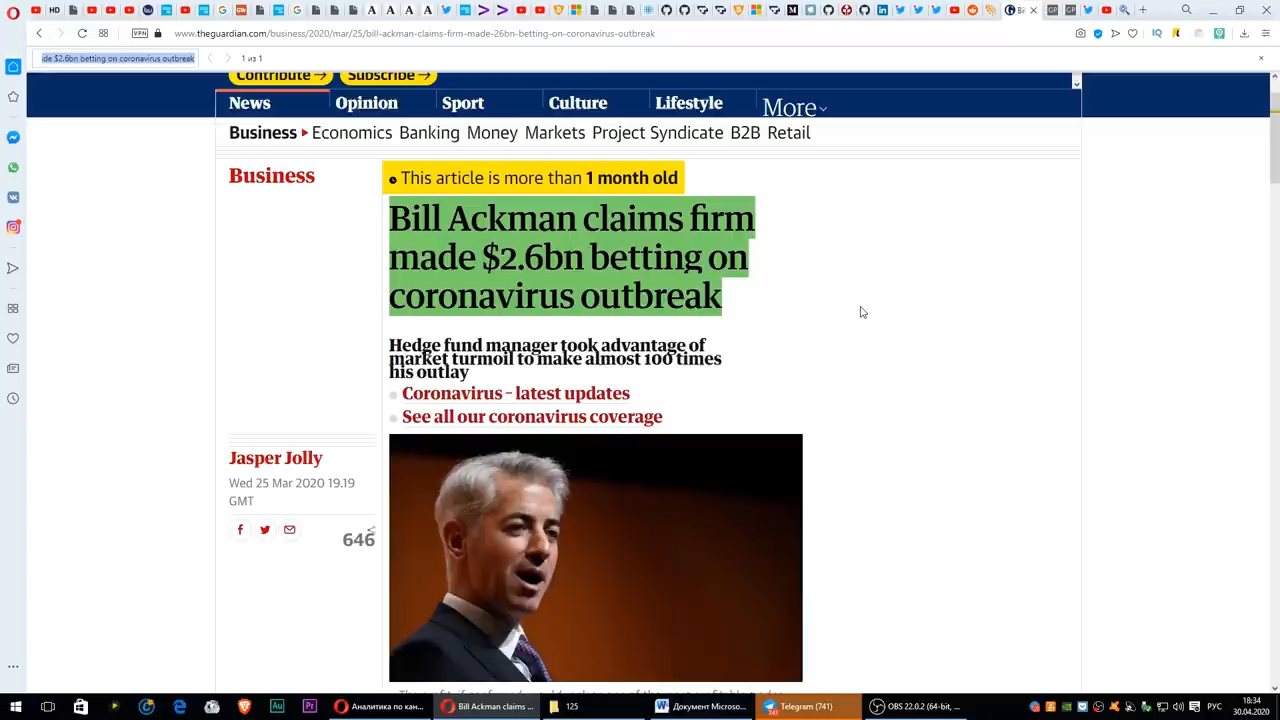 HD
VPN
www.theguardian.com/business/2020/mar/25/bill-ackman-claims-firm-made-26bn-betting-on-coronavirus-outbreak
de $2.6bn betting on coronavirus outbreak
1 из 1
Contribute → Subscribe →
News Opinion Sport Culture Lifestyle More
Business Economics Banking Money Markets Project Syndicate B2B Retail
Business
This article is more than 1 month old
Bill Ackman claims firm
made $2.6bn betting on
coronavirus outbreak
Hedge fund manager took advantage of
market turmoil to make almost 100 times
his outlay
Coronavirus – latest updates
See all our coronavirus coverage
Jasper Jolly
Wed 25 Mar 2020 19.19
GMT
646
Аналитика по кан...
Bill Ackman claims ...
125
Документ Microso...
Telegram (741)
OBS 22.0.2 (64-bit, ...
РУС
18:34
30.04.2020